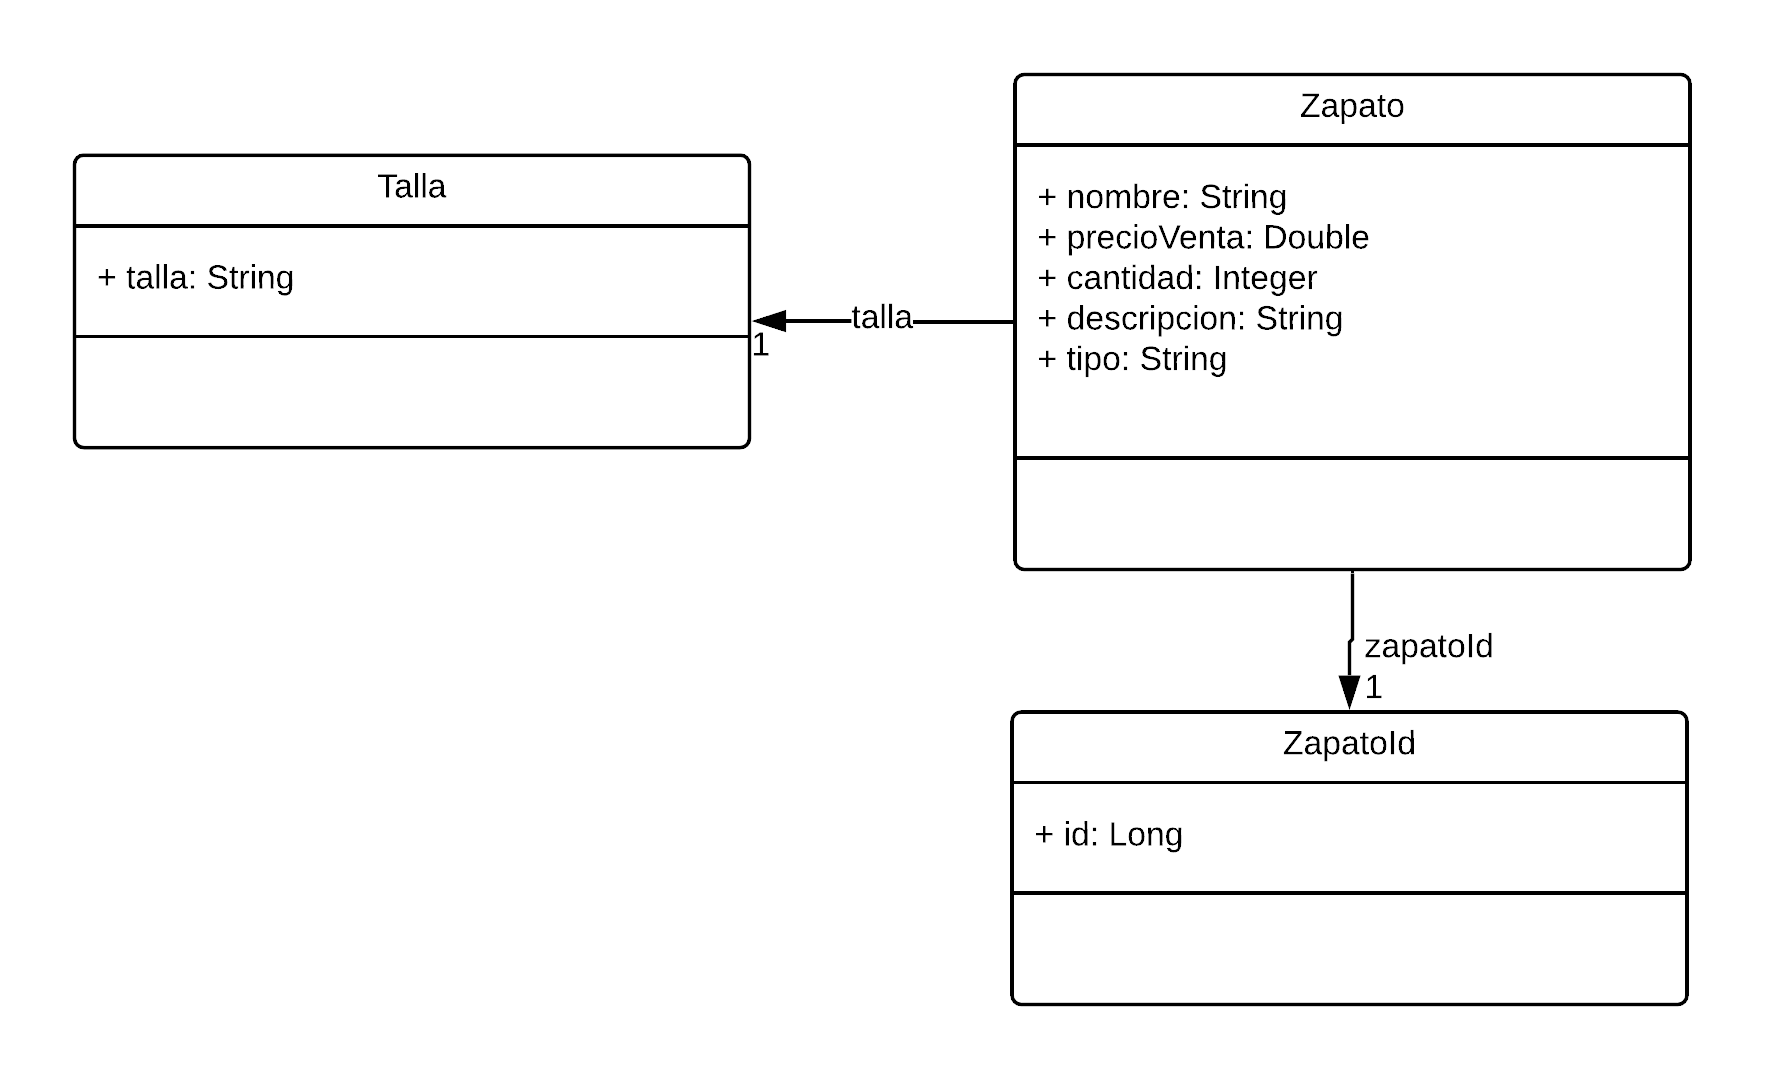 Talla
+ talla: String
talla
1
Zapato
+ nombre: String
+ precioVenta: Double
+ cantidad: Integer
+ descripcion: String
+ tipo: String
zapatoId
1
ZapatoId
+ id: Long